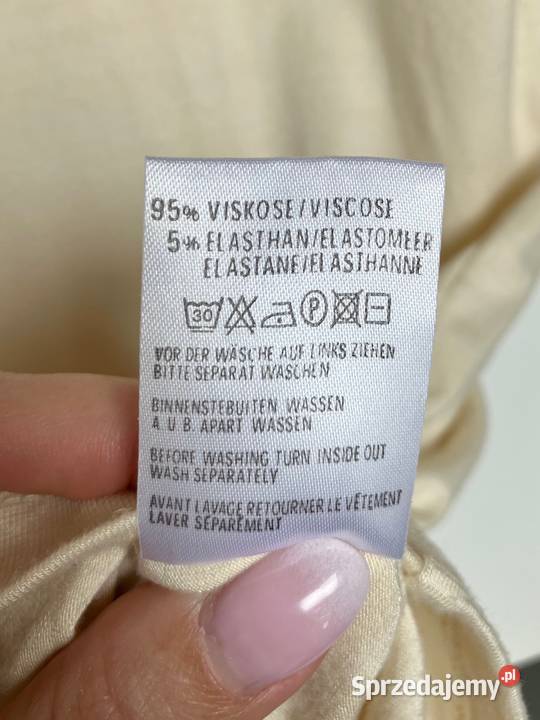 95% VISKOSE/VISCOSE
5% ELASTHAN/ELASTOMEER
ELASTANE/ELASTHANNE
30 P
VOR DER WÄSCHE AUF LINKS ZIEHEN
BITTE SEPARAT WASCHEN
BINNENSTEBUITEN WASSEN
A.U.B. APART WASSEN
BEFORE WASHING TURN INSIDE OUT
WASH SEPARATELY
AVANT LAVAGE RETOURNER LE VÊTEMENT
LAVER SÉPARÉMENT
Sprzedajemy.pl